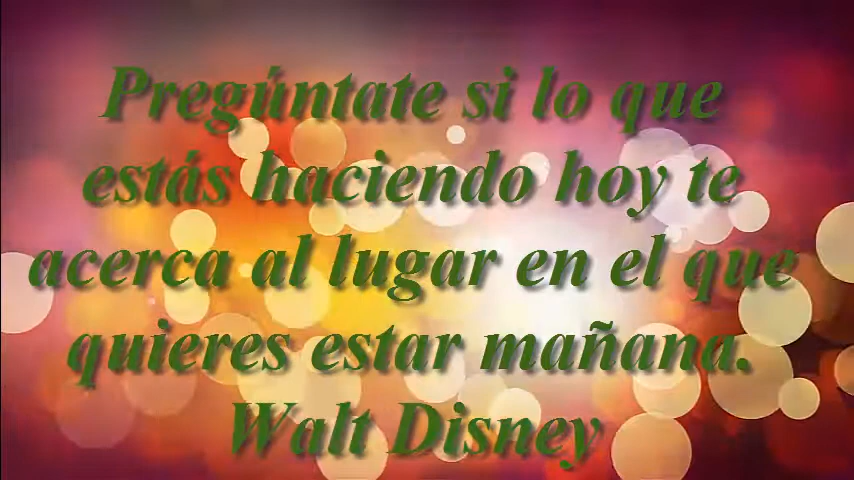 Pregúntate si lo que
estás haciendo hoy te
acerca al lugar en el que
quieres estar mañana.
Walt Disney